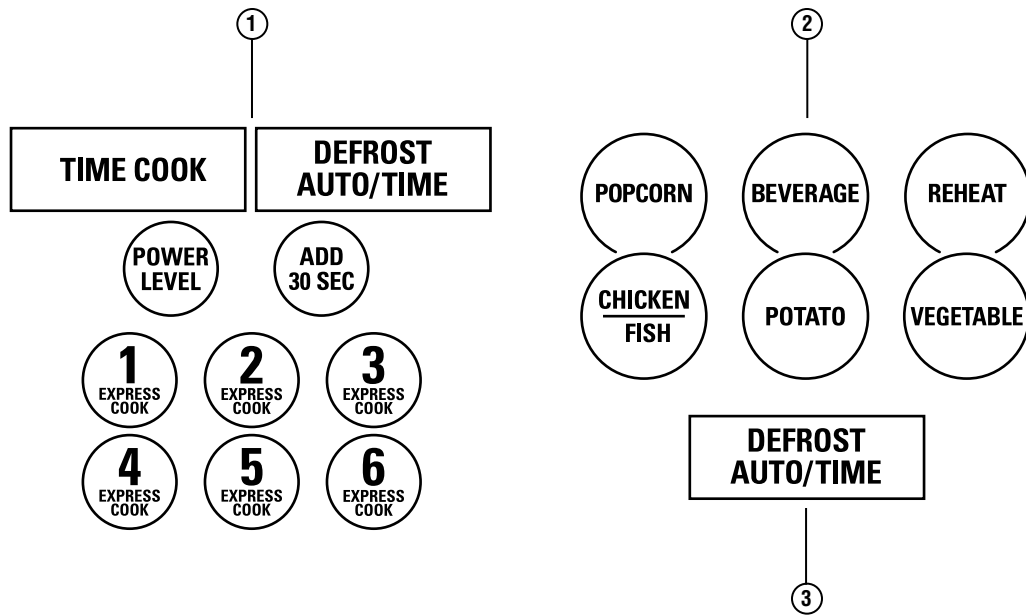 1
TIME COOK
DEFROST
AUTO/TIME
POWER
LEVEL
ADD
30 SEC
1
EXPRESS
COOK
2
EXPRESS
COOK
3
EXPRESS
COOK
4
EXPRESS
COOK
5
EXPRESS
COOK
6
EXPRESS
COOK
2
POPCORN
BEVERAGE
REHEAT
CHICKEN
FISH
POTATO
VEGETABLE
DEFROST
AUTO/TIME
3